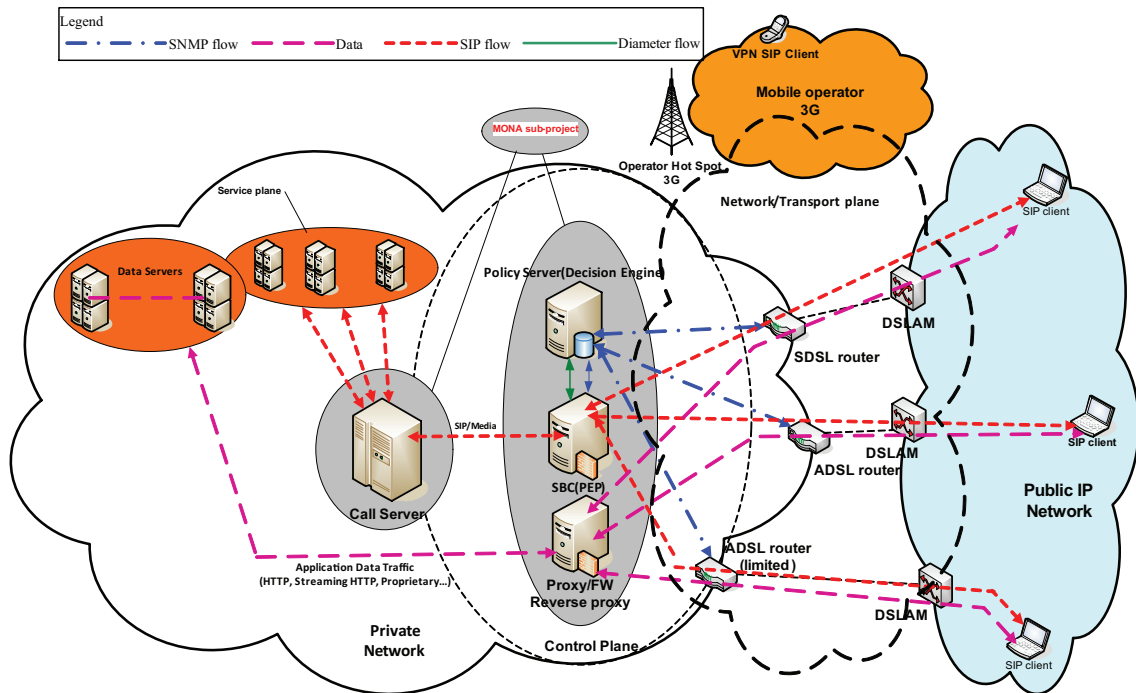 Legend
SNMP flow
Data
SIP flow
Diameter flow
VPN SIP Client
Mobile operator
3G
MONA sub-project
Operator Hot Spot
3G
Network/Transport plane
Service plane
SIP client
Data Servers
Policy Server(Decision Engine)
DSLAM
SDSL router
SIP/Media
SIP client
DSLAM
ADSL router
SBC(PEP)
Call Server
Public IP
Network
ADSL router
(limited)
Application Data Traffic
(HTTP, Streaming HTTP, Proprietary...)
Proxy/FW
Reverse proxy
DSLAM
Private
Network
Control Plane
SIP client